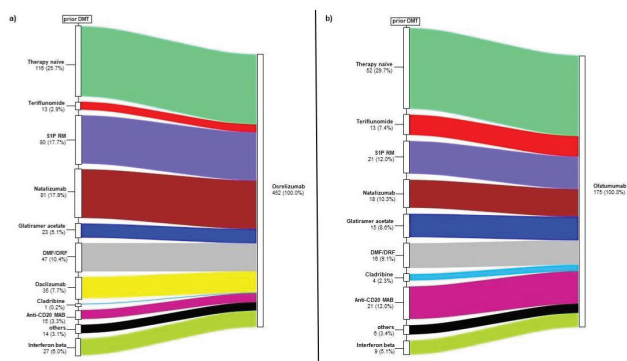 a)
prior DMT
Therapy naive
116 (25.7%)
Teriflunomide
13 (2.9%)
S1P RM
80 (17.7%)
Natalizumab
81 (17.9%)
Glatiramer acetate
23 (5.1%)
DMF/DRF
47 (10.4%)
Daclizumab
35 (7.7%)
Cladribine
1 (0.2%)
Anti-CD20 MAB
15 (3.3%)
others
14 (3.1%)
Interferon beta
27 (6.0%)
Ocrelizumab
452 (100.0%)
b)
prior DMT
Therapy naive
52 (29.7%)
Teriflunomide
13 (7.4%)
S1P RM
21 (12.0%)
Natalizumab
18 (10.3%)
Glatiramer acetate
15 (8.6%)
DMF/DRF
16 (9.1%)
Cladribine
4 (2.3%)
Anti-CD20 MAB
21 (12.0%)
others
6 (3.4%)
Interferon beta
9 (5.1%)
Ofatumumab
175 (100.0%)